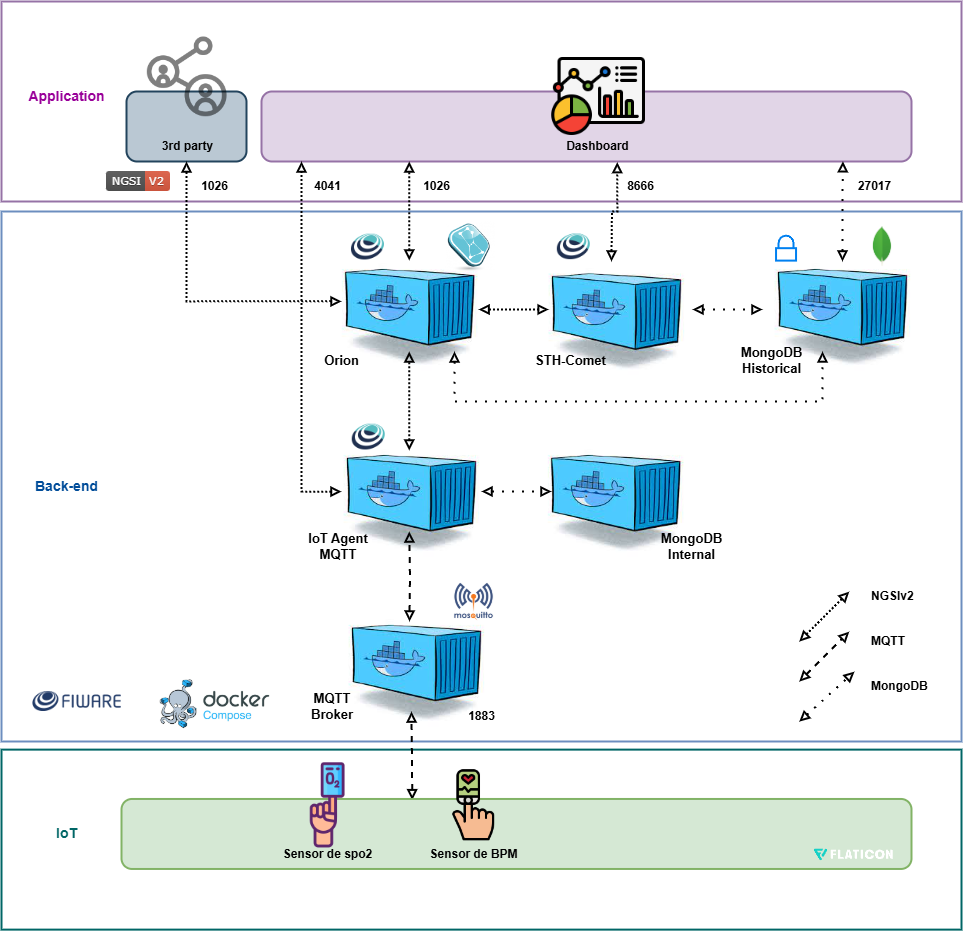 Application
3rd party
Dashboard
NGSI V2
1026
4041
1026
8666
27017
Orion
STH-Comet
MongoDB
Historical
Back-end
IoT Agent
MQTT
MongoDB
Internal
mosquitto
NGSIv2
MQTT
MongoDB
FIWARE
docker
Compose
MQTT
Broker
1883
IoT
O2
Sensor de spo2
Sensor de BPM
FLATICON